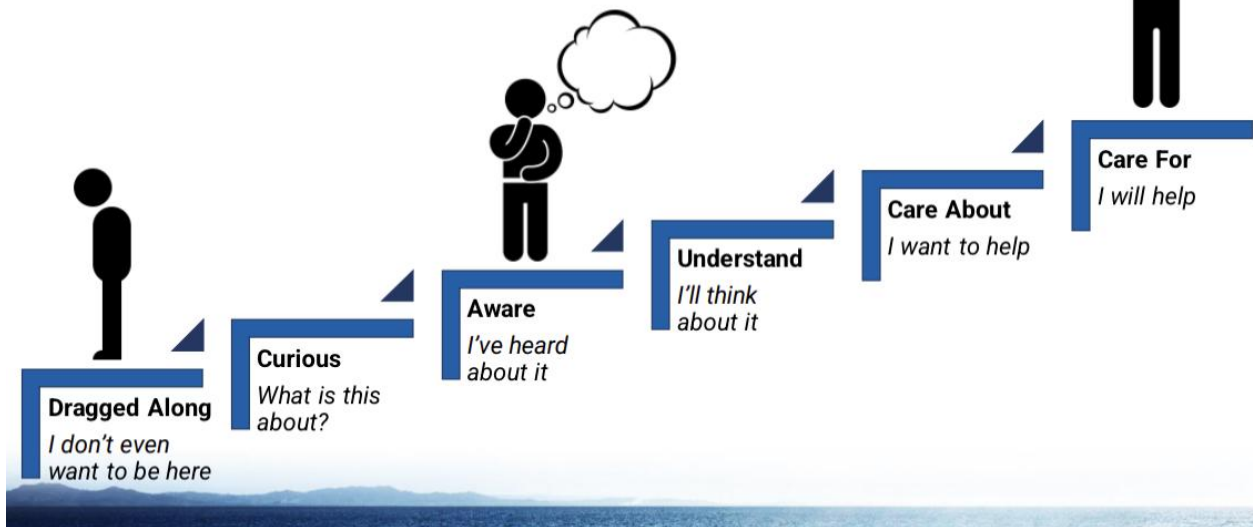 Dragged Along
I don’t even
want to be here
Curious
What is this
about?
Aware
I’ve heard
about it
Understand
I’ll think
about it
Care About
I want to help
Care For
I will help